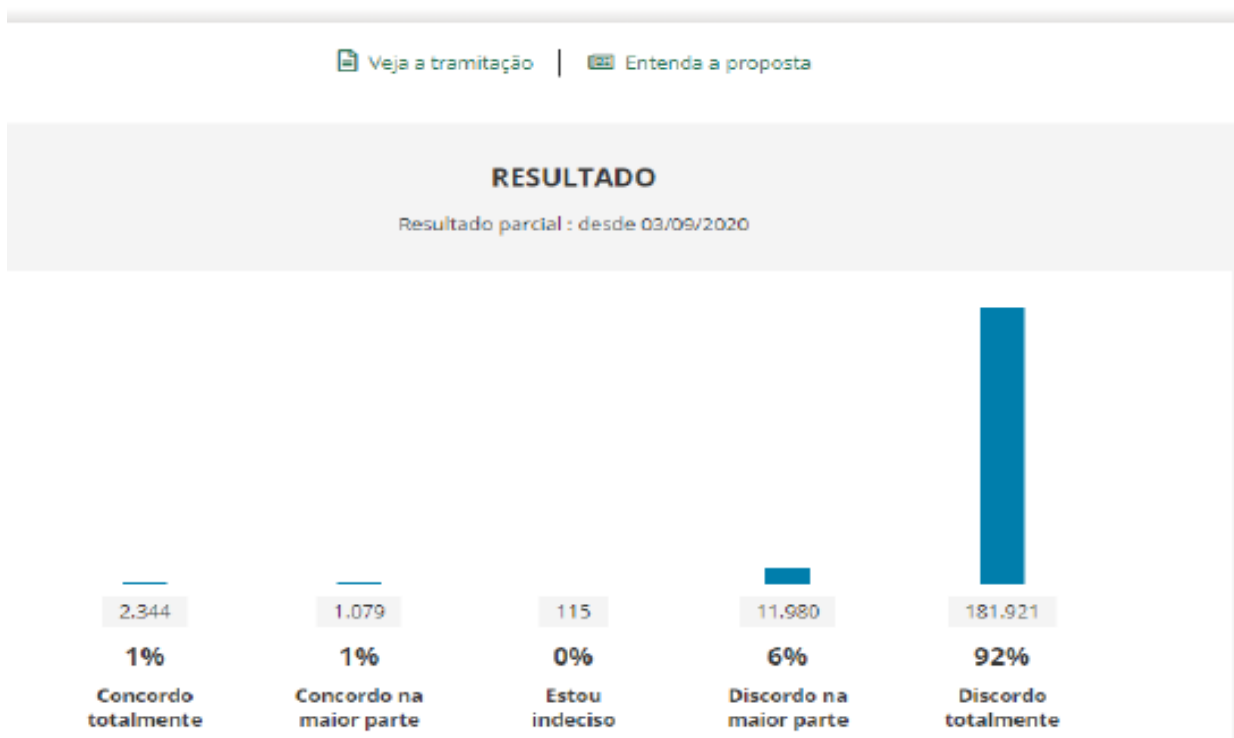 Veja a tramitação | Entenda a proposta
RESULTADO
Resultado parcial : desde 03/09/2020
2.344 1.079 115 11.980 181.921
1% 1% 0% 6% 92%
Concordo totalmente
Concordo na maior parte
Estou indeciso
Discordo na maior parte
Discordo totalmente